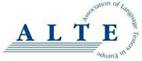 ALTE
Association of Language Testers in Europe